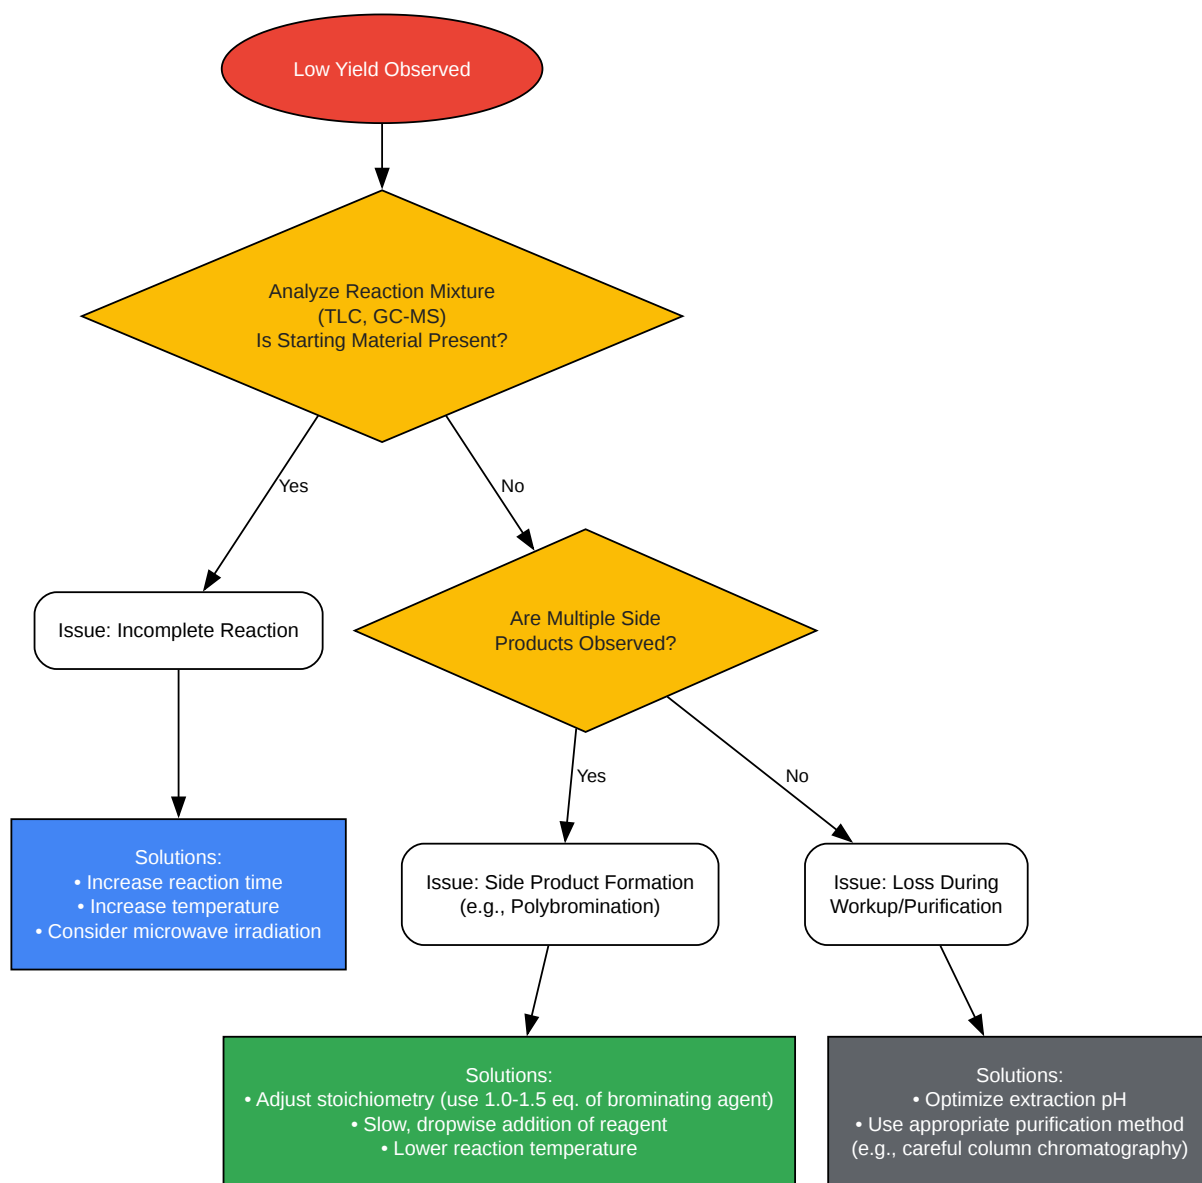 Low Yield Observed
Analyze Reaction Mixture
(TLC, GC-MS)
Is Starting Material Present?
Yes
No
Issue: Incomplete Reaction
Are Multiple Side
Products Observed?
Yes
No
Solutions:
• Increase reaction time
• Increase temperature
• Consider microwave irradiation
Issue: Side Product Formation
(e.g., Polybromination)
Issue: Loss During
Workup/Purification
Solutions:
• Adjust stoichiometry (use 1.0-1.5 eq. of brominating agent)
• Slow, dropwise addition of reagent
• Lower reaction temperature
Solutions:
• Optimize extraction pH
• Use appropriate purification method
(e.g., careful column chromatography)